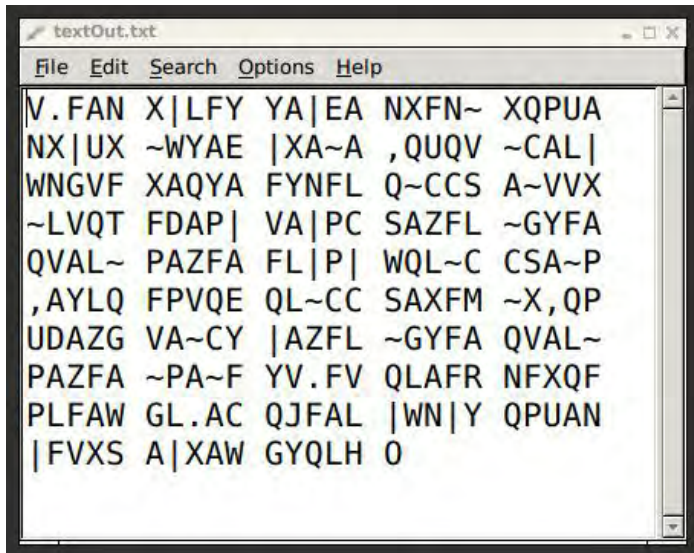 textOut.txt
File Edit Search Options Help
V.FAN X|LFY YA|EA NXFN~ XQPUA
NX|UX ~WYAE |XA~A ,QUQV ~CAL|
WNGVF XAQYA FYNFL Q~CCS A~VVX
~LVQT FDAP| VA|PC SAZFL ~GYFA
QVAL~ PAZFA FL|P| WQL~C CSA~P
,AYLQ FPVQE QL~CC SAXFM ~X,QP
UDAZG VA~CY |AZFL ~GYFA QVAL~
PAZFA ~PA~F YV.FV QLAFR NFXQF
PLFAW GL.AC QJFAL |WN|Y QPUAN
|FVXS A|XAW GYQLH O